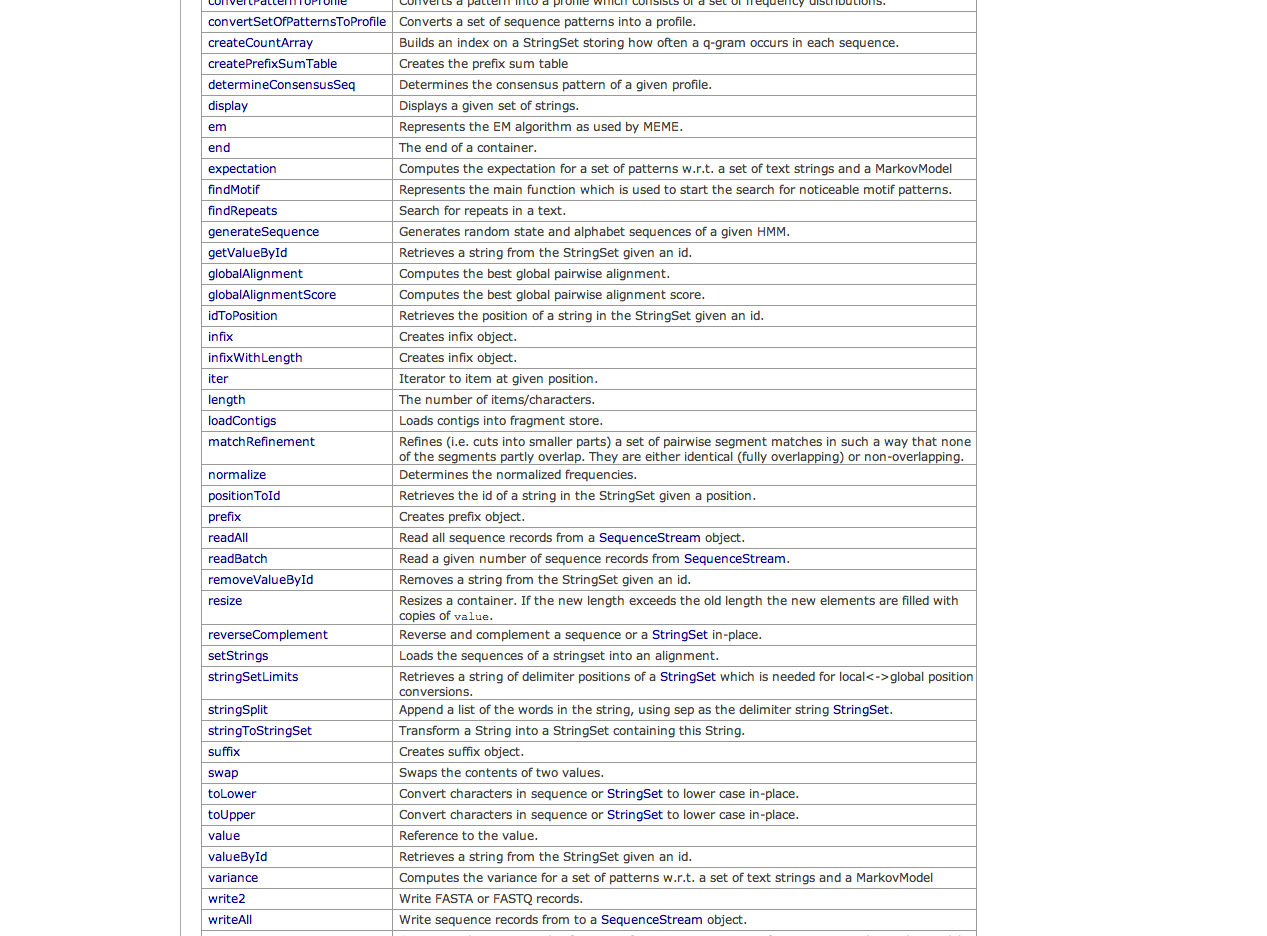 convertPatternToProfile Converts a pattern into a profile which consists of a set of frequency distributions.
convertSetOfPatternsToProfile Converts a set of sequence patterns into a profile.
createCountArray Builds an index on a StringSet storing how often a q-gram occurs in each sequence.
createPrefixSumTable Creates the prefix sum table
determineConsensusSeq Determines the consensus pattern of a given profile.
display Displays a given set of strings.
em Represents the EM algorithm as used by MEME.
end The end of a container.
expectation Computes the expectation for a set of patterns w.r.t. a set of text strings and a MarkovModel
findMotif Represents the main function which is used to start the search for noticeable motif patterns.
findRepeats Search for repeats in a text.
generateSequence Generates random state and alphabet sequences of a given HMM.
getValueById Retrieves a string from the StringSet given an id.
globalAlignment Computes the best global pairwise alignment.
globalAlignmentScore Computes the best global pairwise alignment score.
idToPosition Retrieves the position of a string in the StringSet given an id.
infix Creates infix object.
infixWithLength Creates infix object.
iter Iterator to item at given position.
length The number of items/characters.
loadContigs Loads contigs into fragment store.
matchRefinement Refines (i.e. cuts into smaller parts) a set of pairwise segment matches in such a way that none
of the segments partly overlap. They are either identical (fully overlapping) or non-overlapping.
normalize Determines the normalized frequencies.
positionToId Retrieves the id of a string in the StringSet given a position.
prefix Creates prefix object.
readAll Read all sequence records from a SequenceStream object.
readBatch Read a given number of sequence records from SequenceStream.
removeValueById Removes a string from the StringSet given an id.
resize Resizes a container. If the new length exceeds the old length the new elements are filled with
copies of value.
reverseComplement Reverse and complement a sequence or a StringSet in-place.
setStrings Loads the sequences of a stringset into an alignment.
stringSetLimits Retrieves a string of delimiter positions of a StringSet which is needed for local<->global position
conversions.
stringSplit Append a list of the words in the string, using sep as the delimiter string StringSet.
stringToStringSet Transform a String into a StringSet containing this String.
suffix Creates suffix object.
swap Swaps the contents of two values.
toLower Convert characters in sequence or StringSet to lower case in-place.
toUpper Convert characters in sequence or StringSet to lower case in-place.
value Reference to the value.
valueById Retrieves a string from the StringSet given an id.
variance Computes the variance for a set of patterns w.r.t. a set of text strings and a MarkovModel
write2 Write FASTA or FASTQ records.
writeAll Write sequence records from to a SequenceStream object.